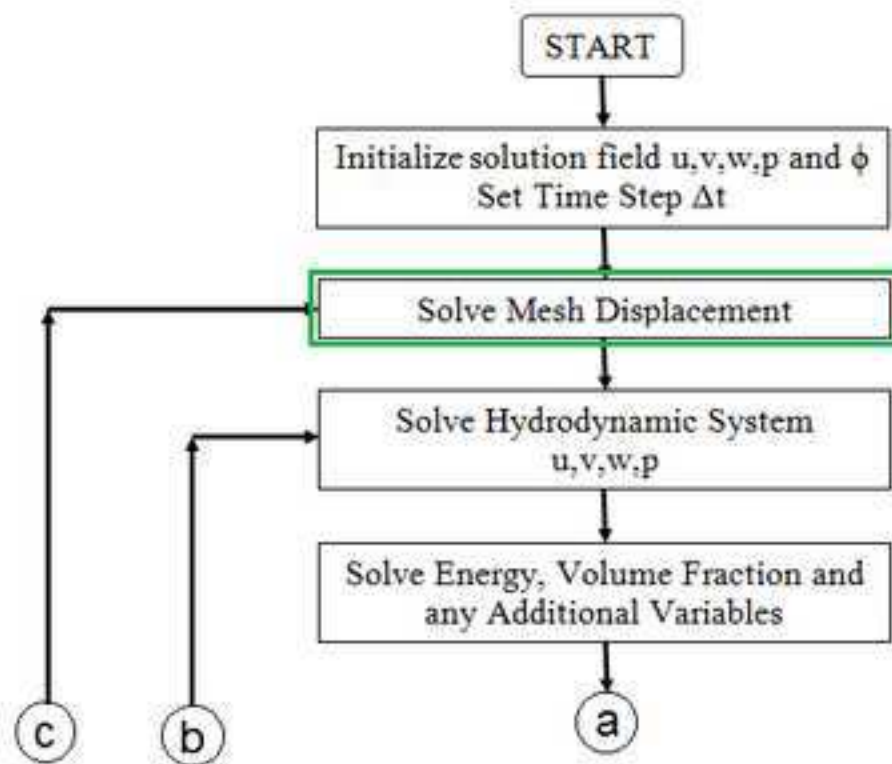 START
Initialize solution field u,v,w,p and ϕ
Set Time Step Δt
Solve Mesh Displacement
Solve Hydrodynamic System
u,v,w,p
Solve Energy, Volume Fraction and
any Additional Variables
c
b
a